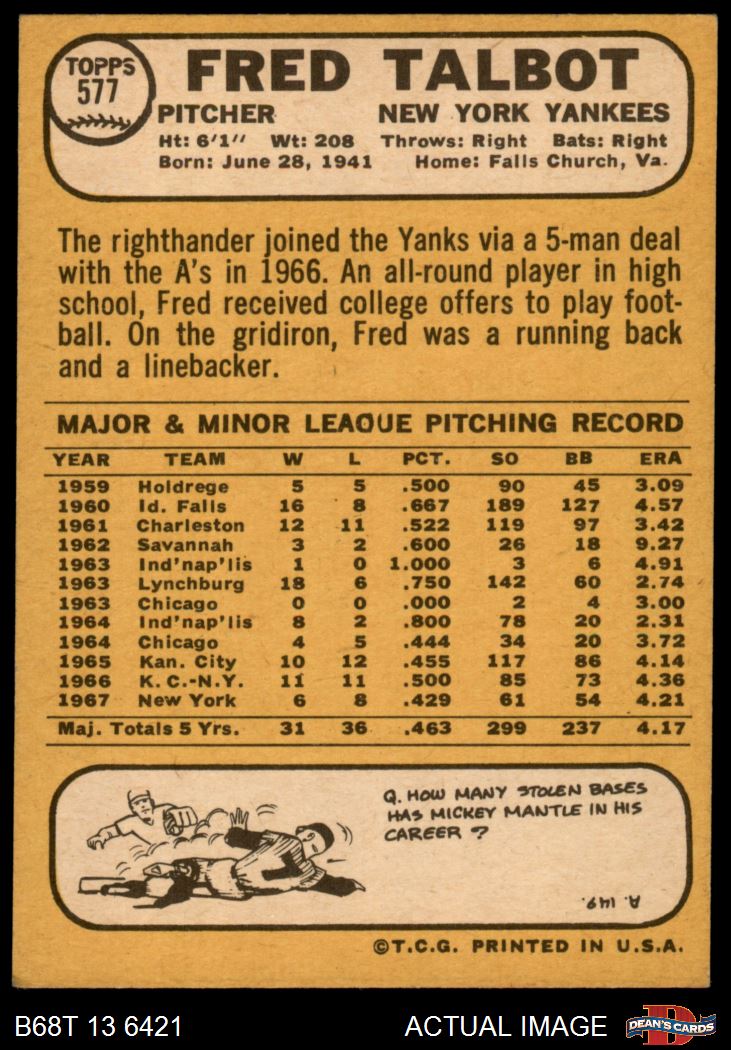 TOPPS
577
FRED TALBOT
PITCHER NEW YORK YANKEES
Ht: 6'1'' Wt: 208 Throws: Right Bats: Right
Born: June 28, 1941 Home: Falls Church, Va.
The righthander joined the Yanks via a 5-man deal
with the A's in 1966. An all-round player in high
school, Fred received college offers to play foot-
ball. On the gridiron, Fred was a running back
and a linebacker.
MAJOR & MINOR LEAGUE PITCHING RECORD
YEAR TEAM W L PCT. SO BB ERA
1959 Holdrege 5 5 .500 90 45 3.09
1960 Id. Falls 16 8 .667 189 127 4.57
1961 Charleston 12 11 .522 119 97 3.42
1962 Savannah 3 2 .600 26 18 9.27
1963 Ind'nap'lis 1 0 1.000 3 6 4.91
1963 Lynchburg 18 6 .750 142 60 2.74
1963 Chicago 0 0 .000 2 4 3.00
1964 Ind'nap'lis 8 2 .800 78 20 2.31
1964 Chicago 4 5 .444 34 20 3.72
1965 Kan. City 10 12 .455 117 86 4.14
1966 K. C.-N.Y. 11 11 .500 85 73 4.36
1967 New York 6 8 .429 61 54 4.21
Maj. Totals 5 Yrs. 31 36 .463 299 237 4.17
Q. HOW MANY STOLEN BASES
HAS MICKEY MANTLE IN HIS
CAREER ?
A. 149.
©T.C.G. PRINTED IN U.S.A.
B68T 13 6421 ACTUAL IMAGE DEAN'S CARDS